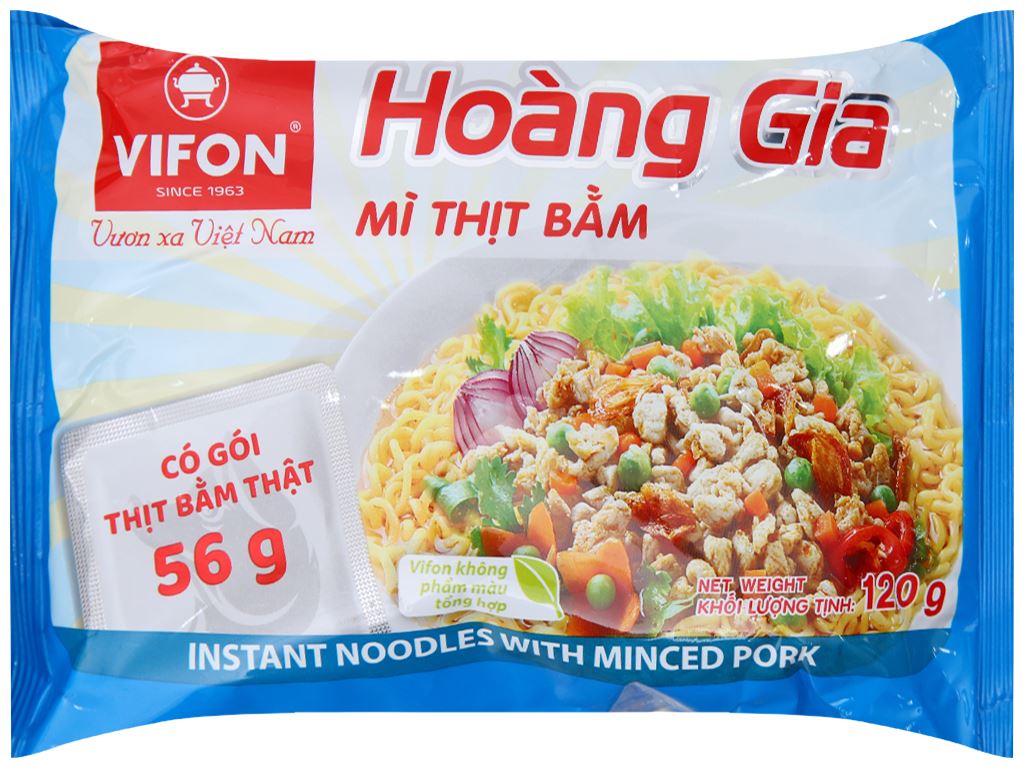 VIFON®
SINCE 1963
Vươn xa Việt Nam
Hoàng Gia
MÌ THỊT BẰM
CÓ GÓI
THỊT BẰM THẬT
56 g
Vifon không
phẩm màu
tổng hợp
NET WEIGHT
KHỐI LƯỢNG TỊNH: 120 g
INSTANT NOODLES WITH MINCED PORK